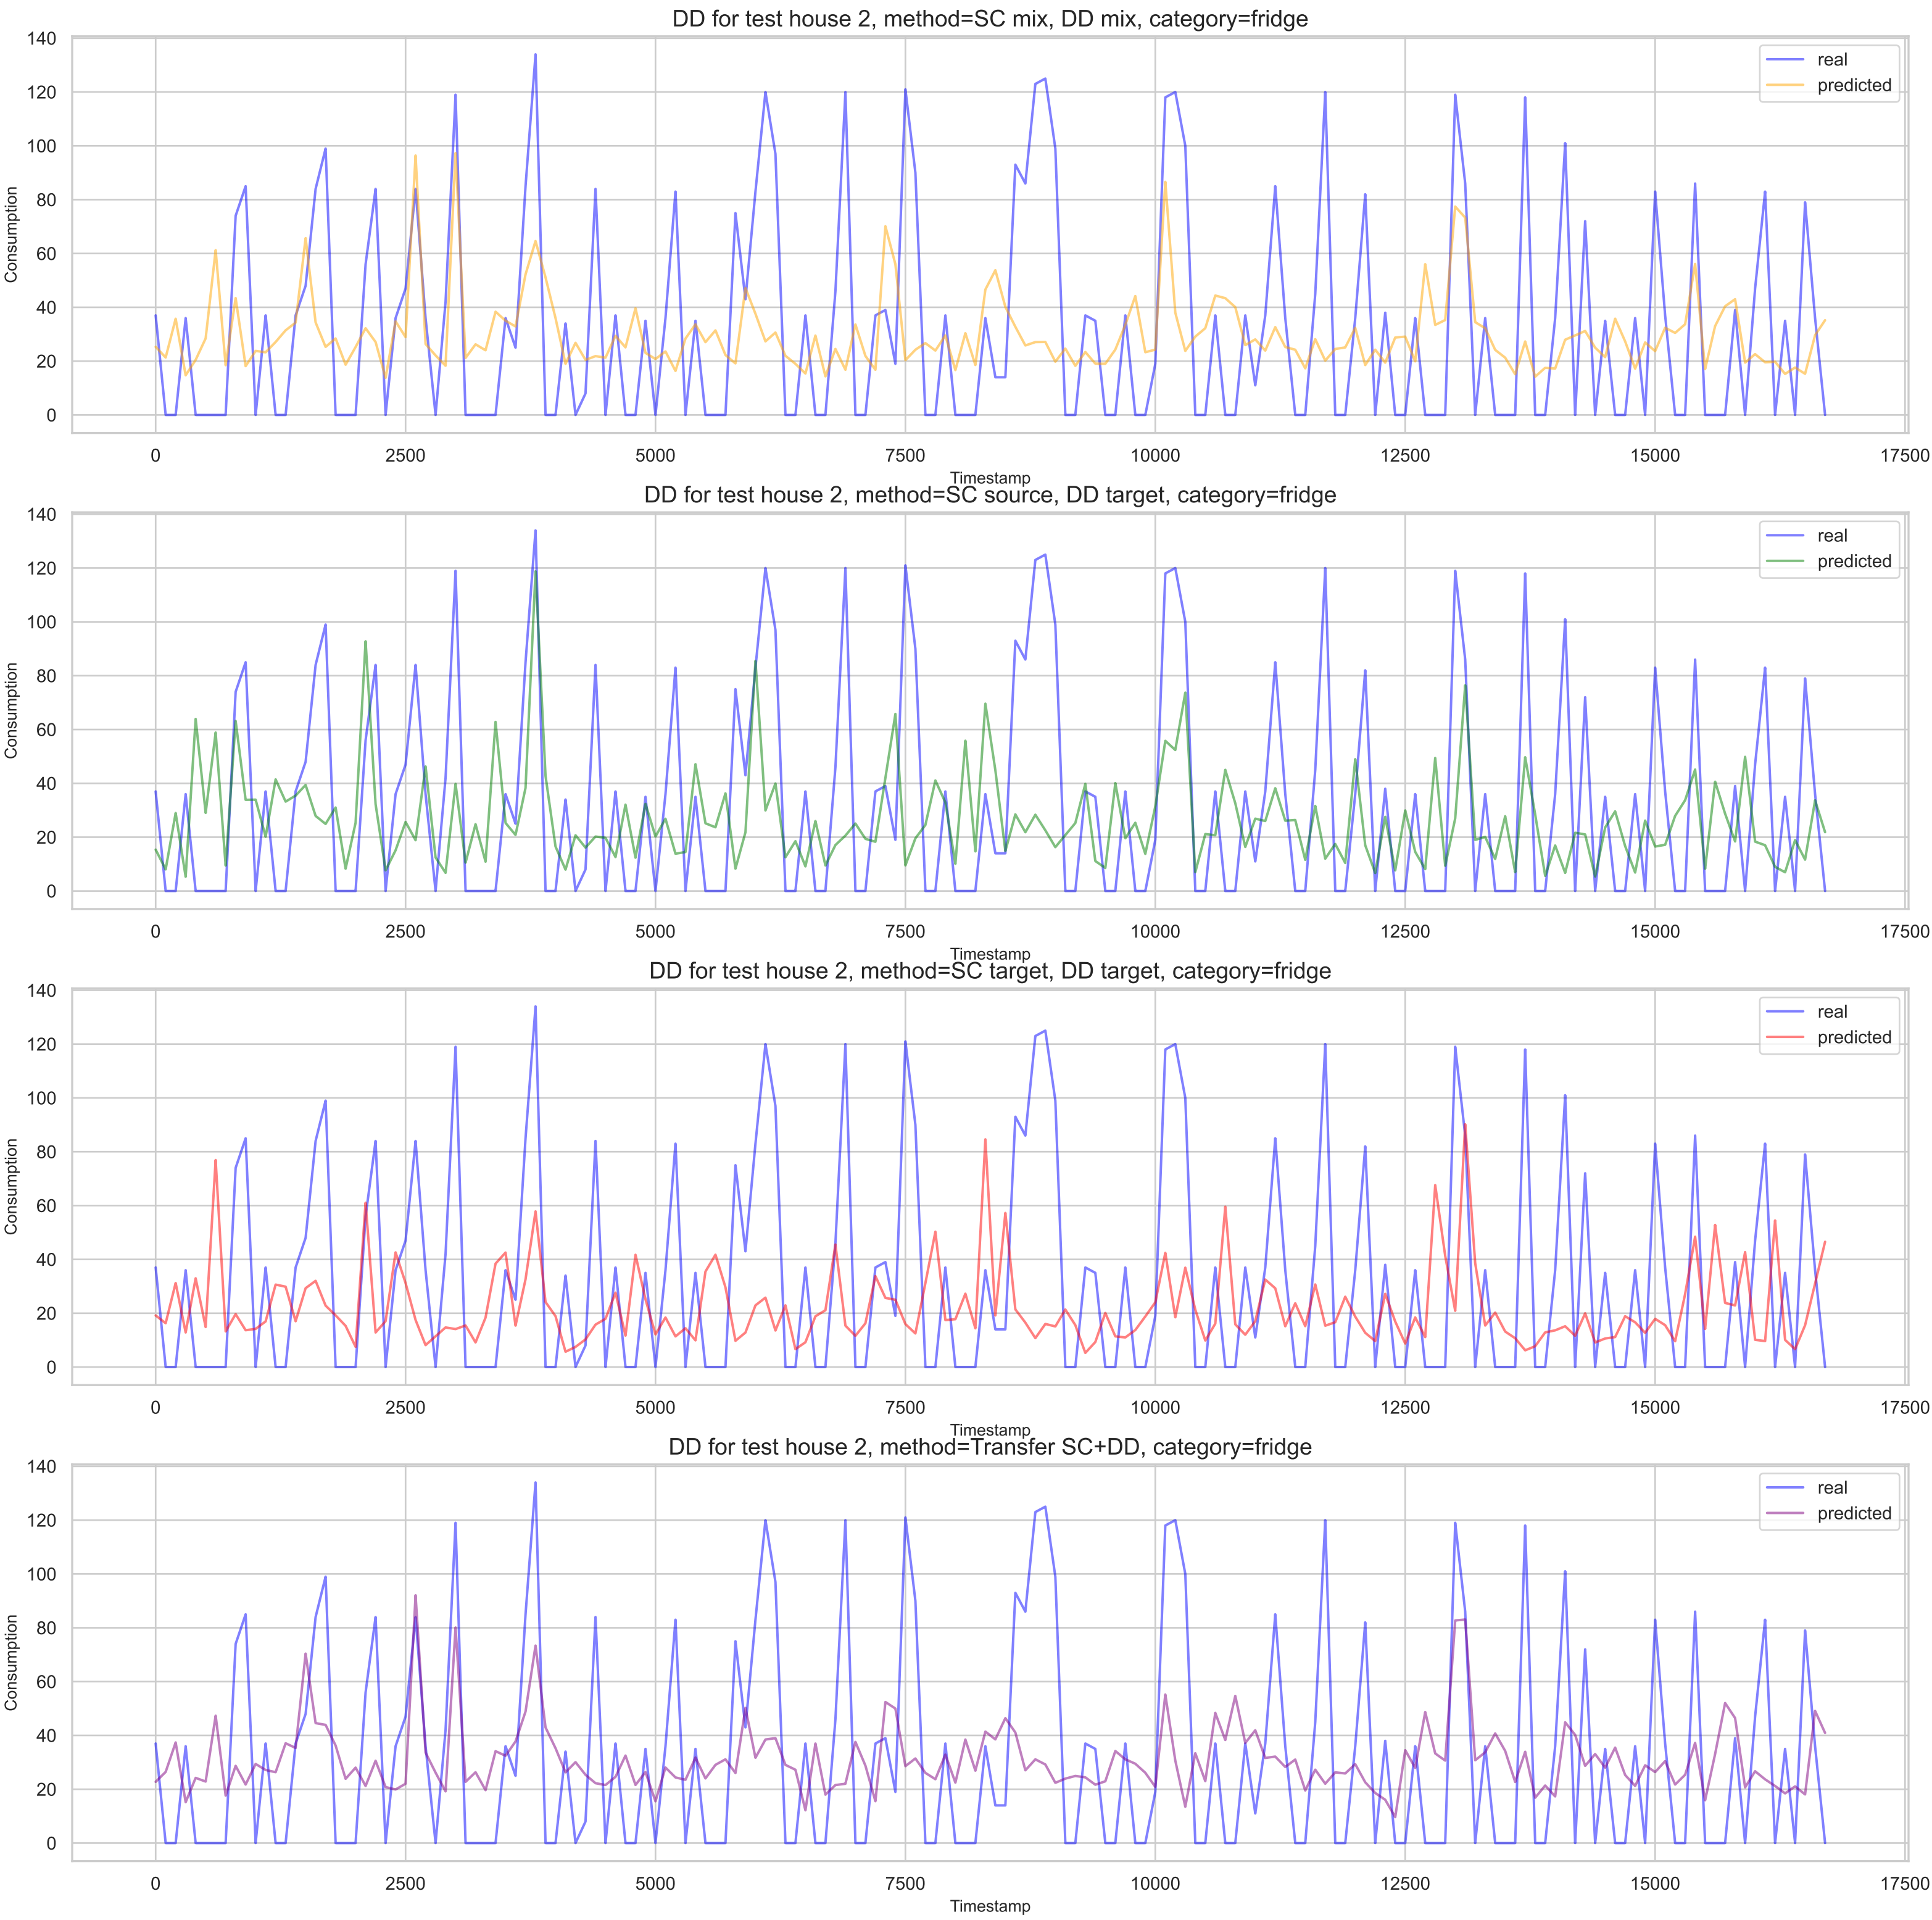 DD for test house 2, method=SC mix, DD mix, category=fridge
140
120
100
80
60
40
20
0
Consumption
real
predicted
0 2500 5000 7500 10000 12500 15000 17500
Timestamp
DD for test house 2, method=SC source, DD target, category=fridge
140
120
100
80
60
40
20
0
Consumption
real
predicted
0 2500 5000 7500 10000 12500 15000 17500
Timestamp
DD for test house 2, method=SC target, DD target, category=fridge
140
120
100
80
60
40
20
0
Consumption
real
predicted
0 2500 5000 7500 10000 12500 15000 17500
Timestamp
DD for test house 2, method=Transfer SC+DD, category=fridge
140
120
100
80
60
40
20
0
Consumption
real
predicted
0 2500 5000 7500 10000 12500 15000 17500
Timestamp